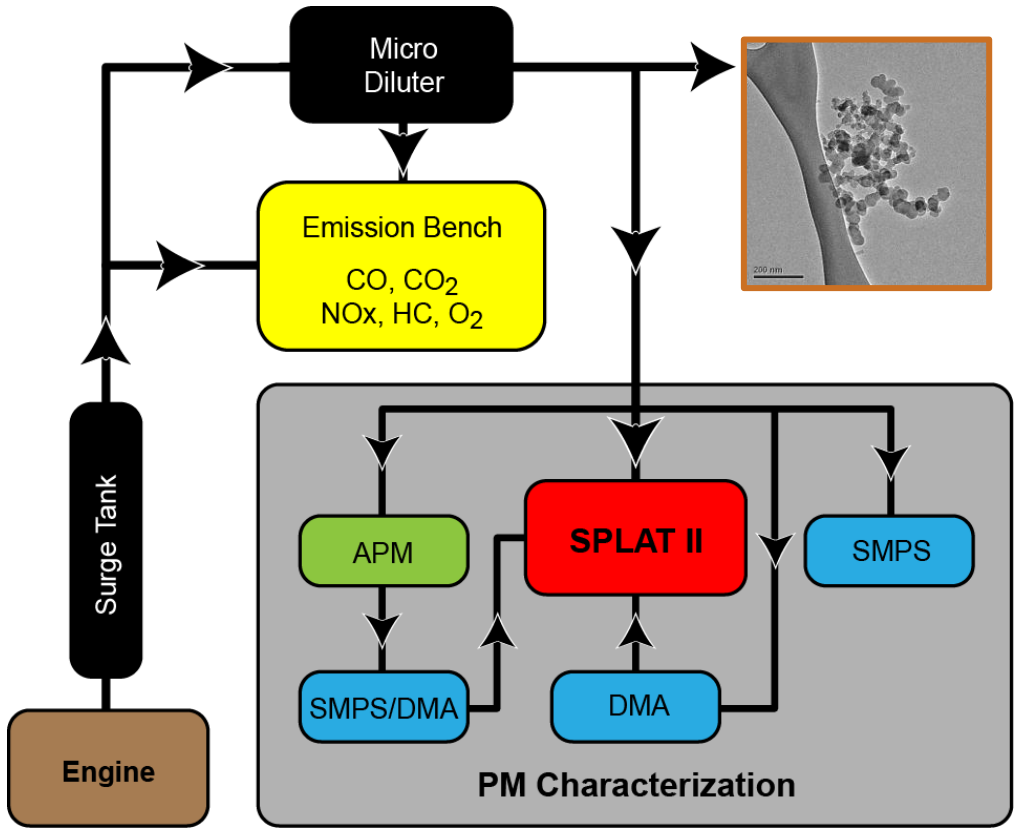 Micro
Diluter
Emission Bench
CO, CO₂
NOx, HC, O₂
200 nm
Surge Tank
Engine
APM
SPLAT II
SMPS
SMPS/DMA
DMA
PM Characterization